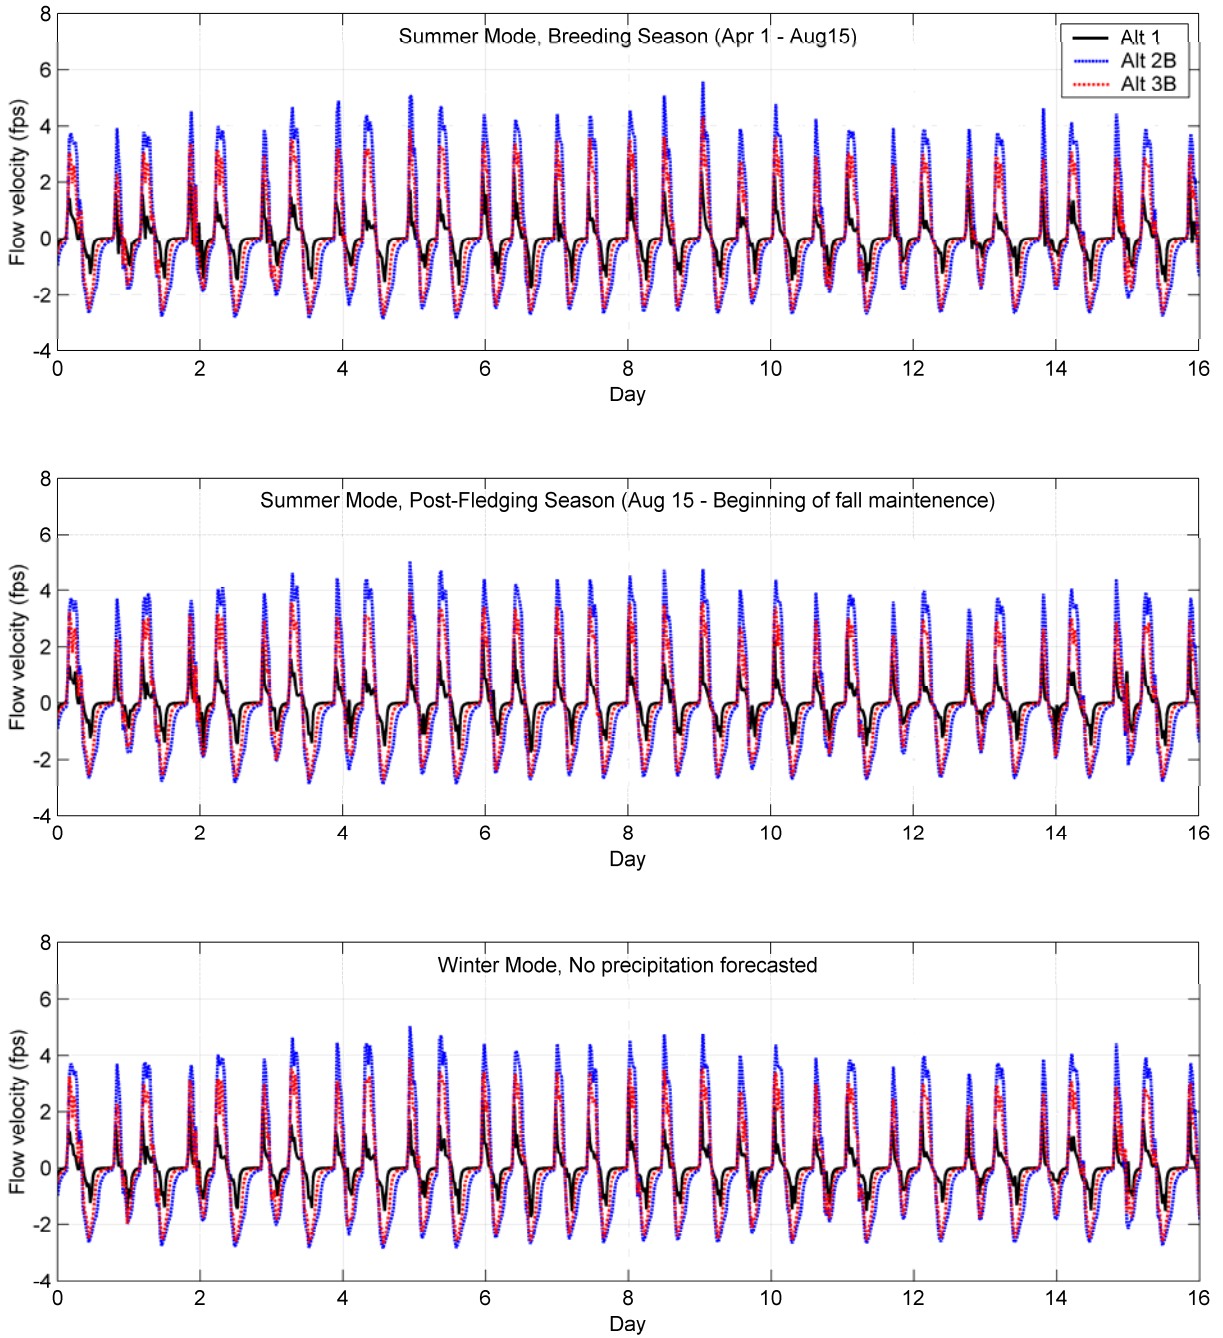 Summer Mode, Breeding Season (Apr 1 - Aug15)
Alt 1
Alt 2B
Alt 3B
Flow velocity (fps)
8
6
4
2
0
-2
-4
0 2 4 6 8 10 12 14 16
Day
Summer Mode, Post-Fledging Season (Aug 15 - Beginning of fall maintenence)
Flow velocity (fps)
8
6
4
2
0
-2
-4
0 2 4 6 8 10 12 14 16
Day
Winter Mode, No precipitation forecasted
Flow velocity (fps)
8
6
4
2
0
-2
-4
0 2 4 6 8 10 12 14 16
Day